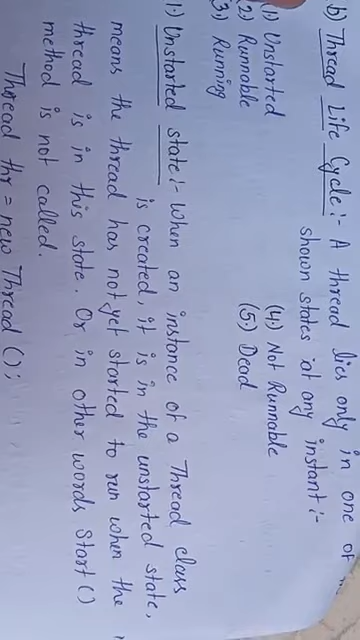 b) Thread Life Cycle:- A thread lies only in one of
shown states at any instant:-
(1) Unstarted
(2) Runnable
(3) Running
(4) Not Runnable
(5) Dead
1) Unstarted state:- When an instance of a Thread class
is created, it is in the unstarted state,
means the thread has not yet started to run when the
thread is in this state. Or in other words start()
method is not called.
Thread thr = new Thread();